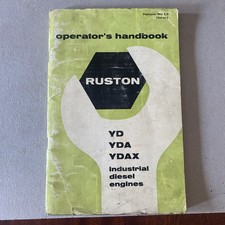 operator's handbook
RUSTON
YD
YDA
YDAX
industrial
diesel
engines